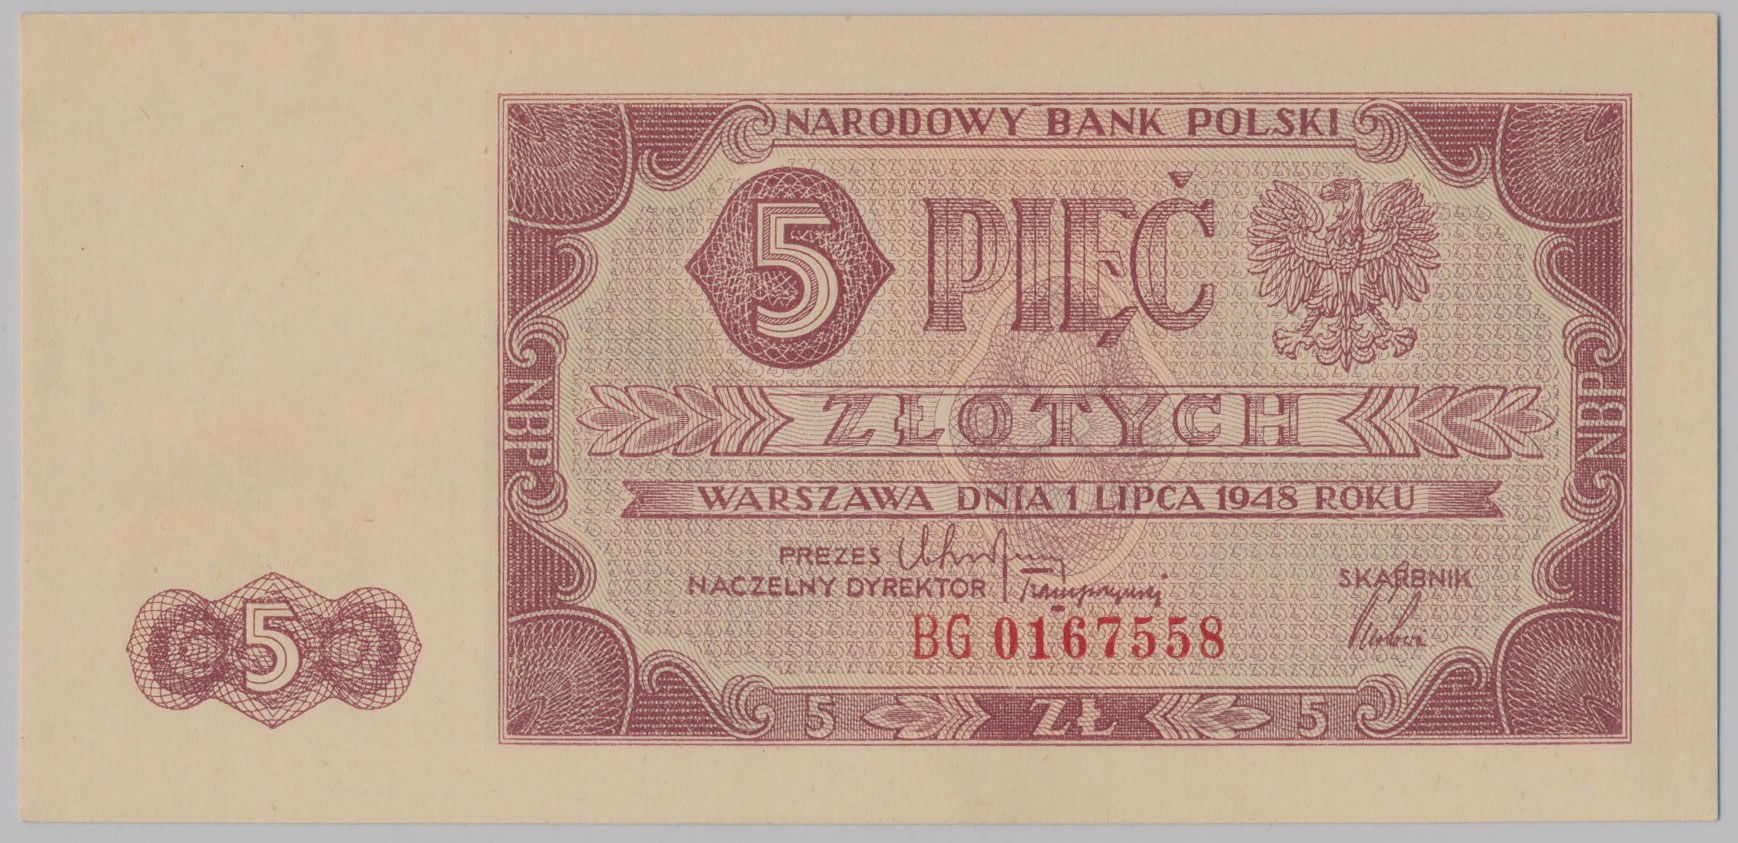 NARODOWY BANK POLSKI
5 PIĘĆ
ZŁOTYCH
NBP
NBP
WARSZAWA DNIA 1 LIPCA 1948 ROKU
PREZES
NACZELNY DYREKTOR
SKARBNIK
BG 0167558
5
5 ZŁ 5